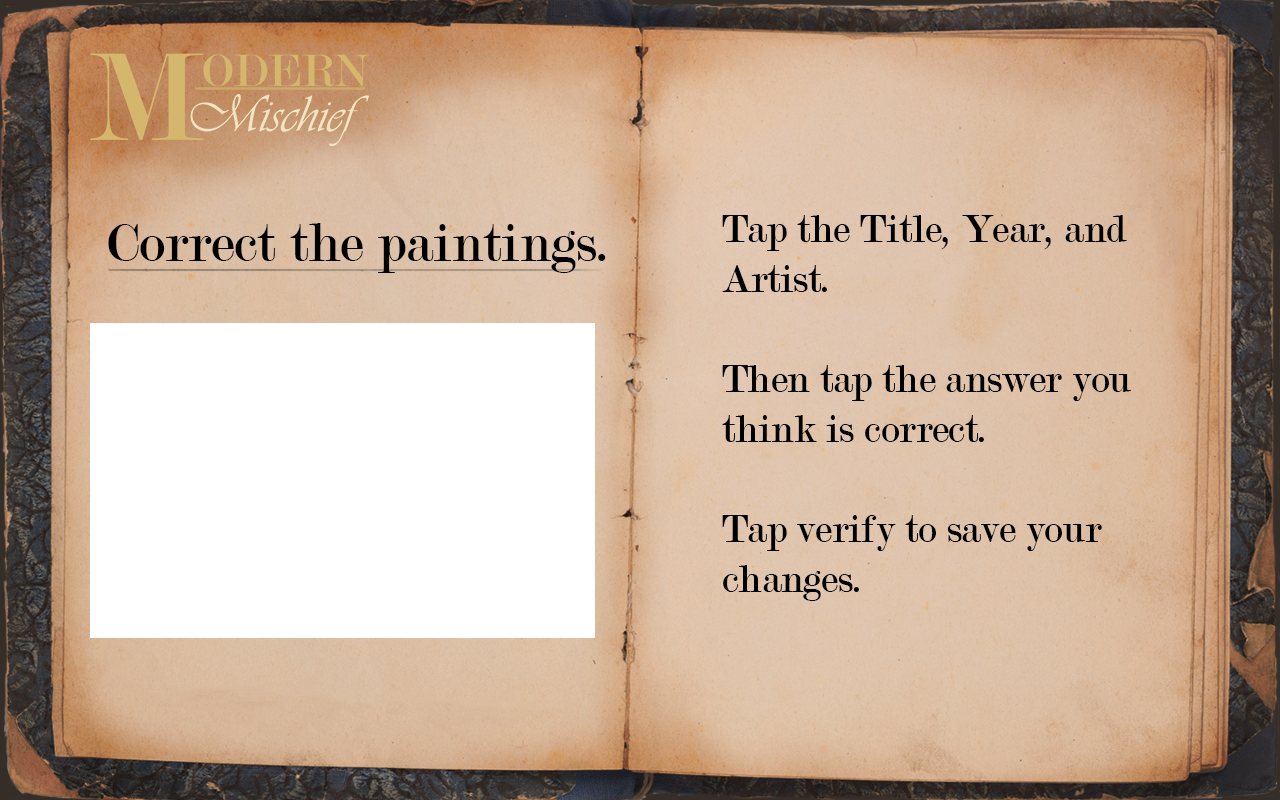 MODERN
Mischief
Correct the paintings.
Tap the Title, Year, and
Artist.
Then tap the answer you
think is correct.
Tap verify to save your
changes.